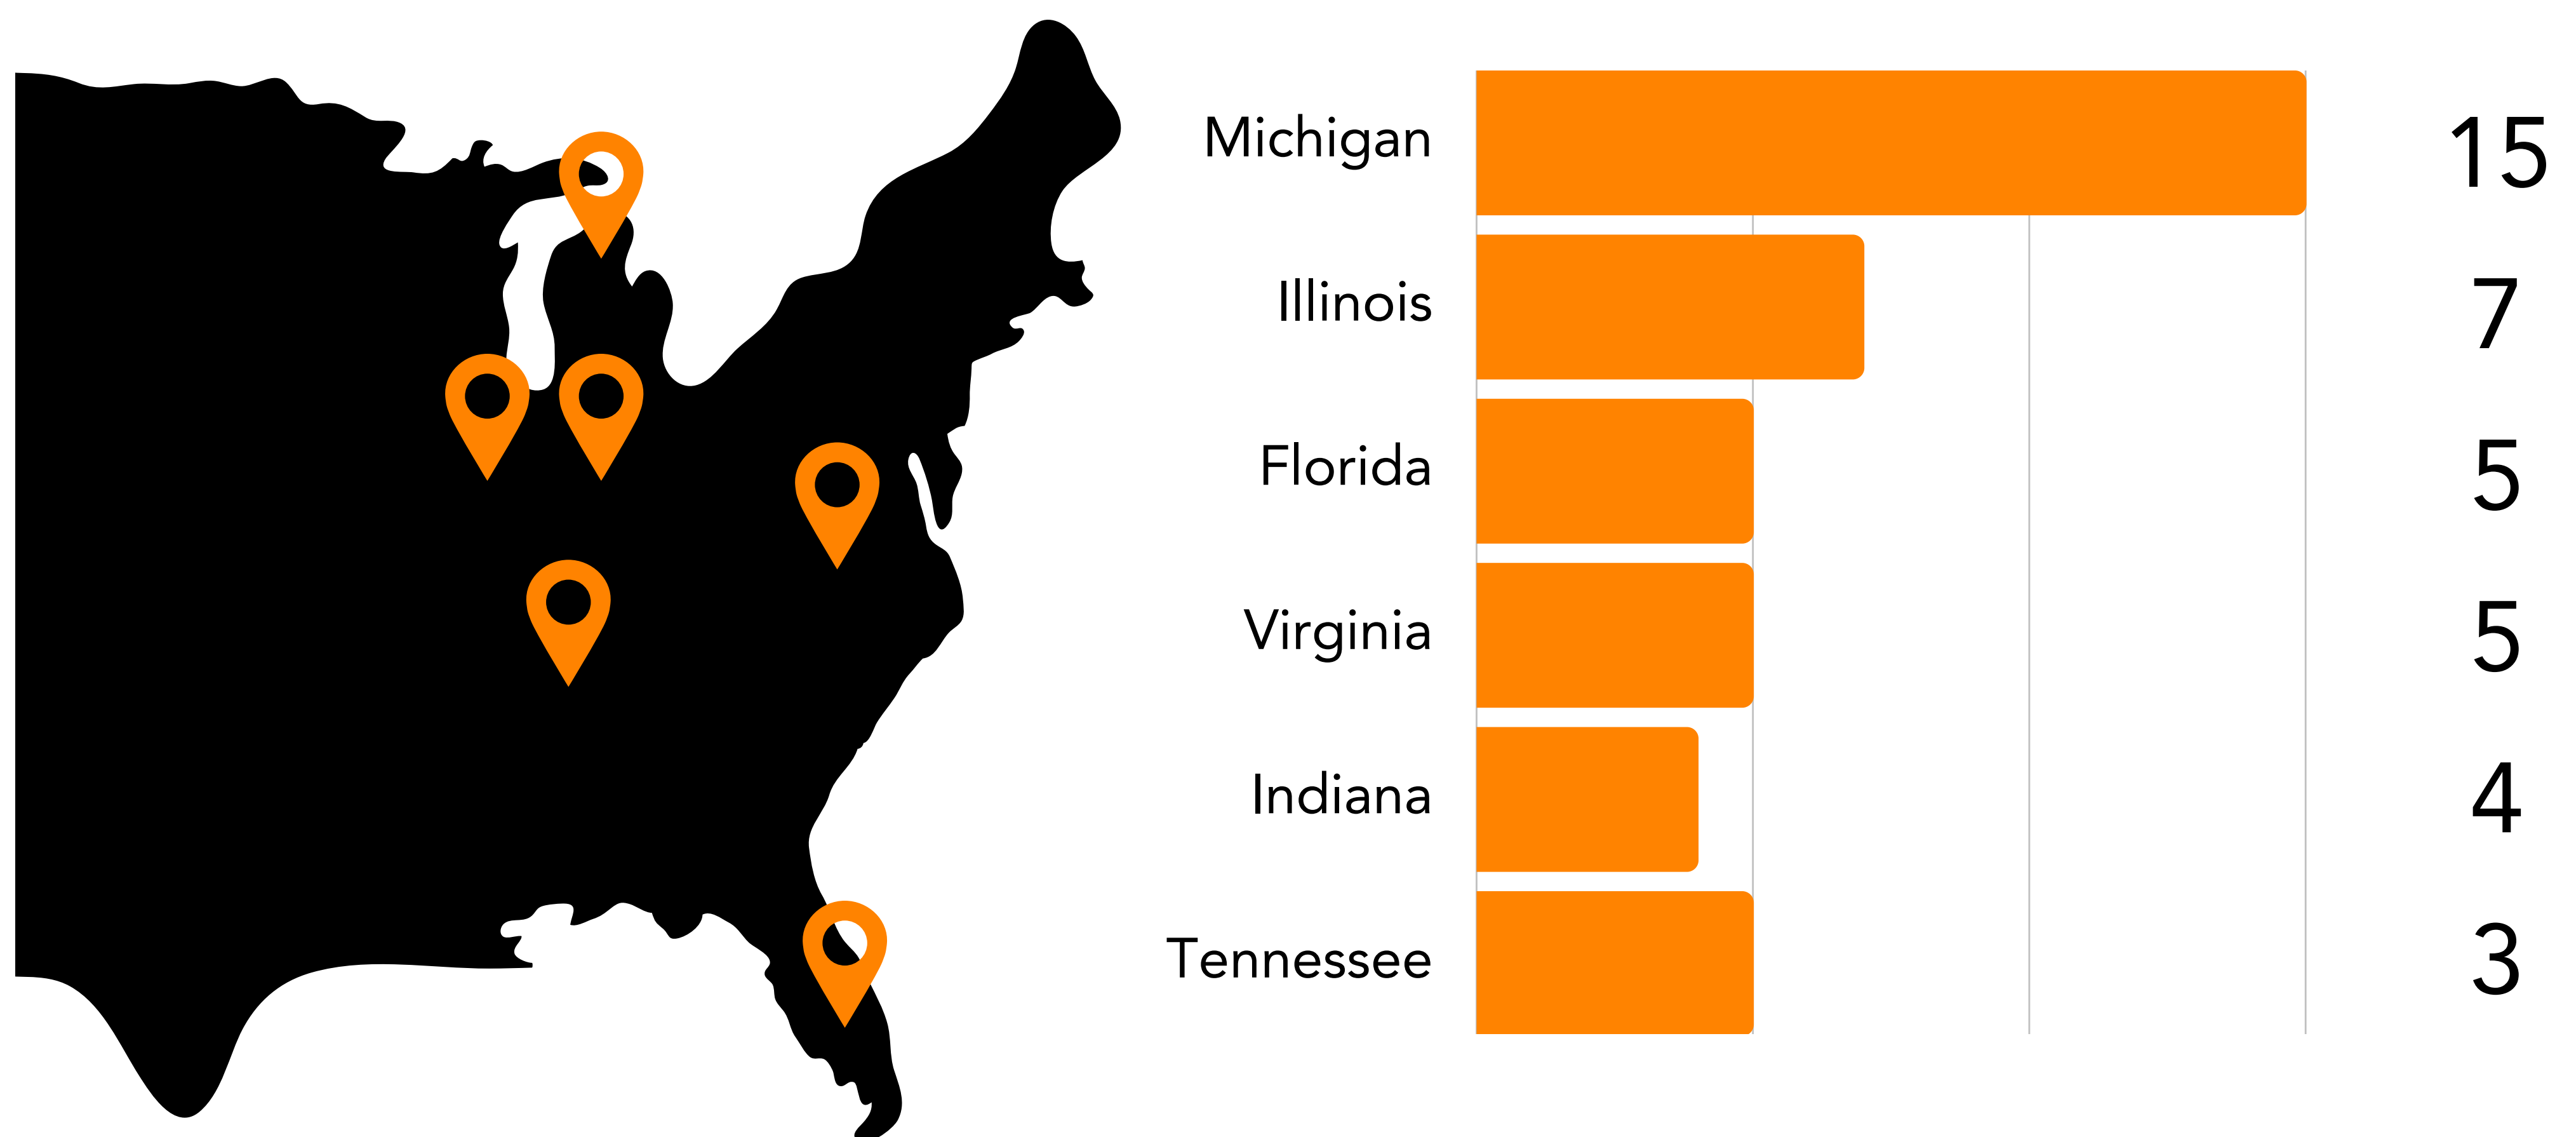 Michigan 15
Illinois 7
Florida 5
Virginia 5
Indiana 4
Tennessee 3